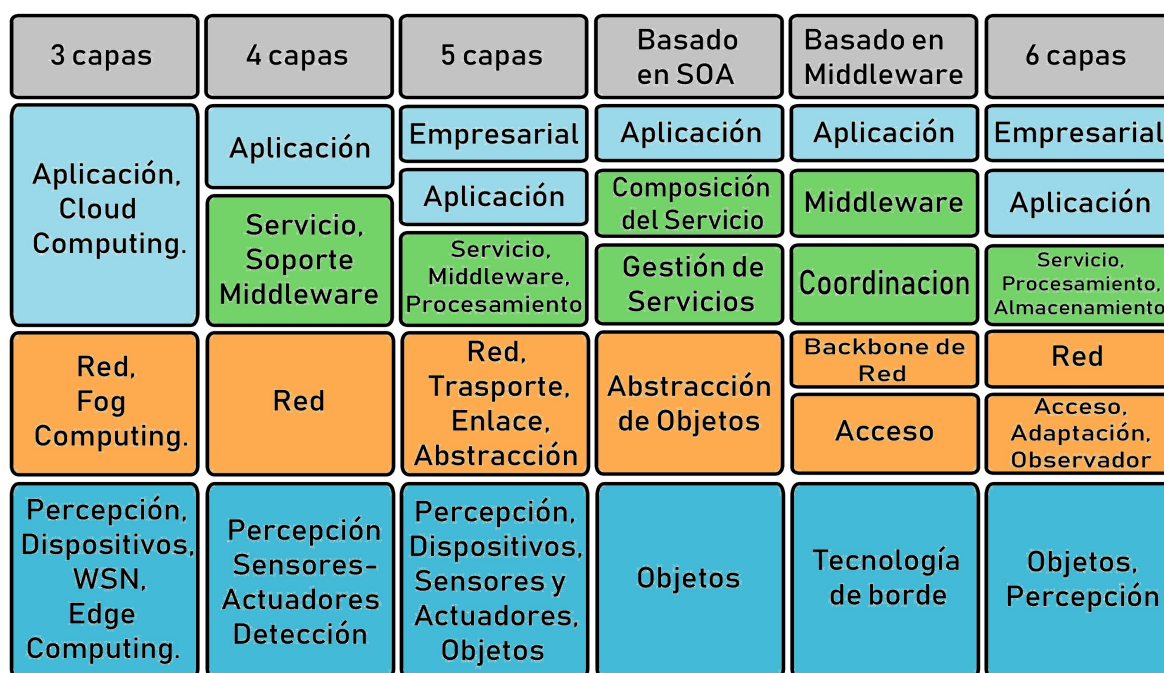 3 capas
4 capas
5 capas
Basado
en SOA
Basado en
Middleware
6 capas
Aplicación,
Cloud
Computing.
Red,
Fog
Computing.
Percepción,
Dispositivos,
WSN,
Edge
Computing.
Aplicación
Servicio,
Soporte
Middleware
Red
Percepción
Sensores-
Actuadores
Detección
Empresarial
Aplicación
Servicio,
Middleware,
Procesamiento
Red,
Trasporte,
Enlace,
Abstracción
Percepción,
Dispositivos,
Sensores y
Actuadores,
Objetos
Aplicación
Composición
del Servicio
Gestión de
Servicios
Abstracción
de Objetos
Objetos
Aplicación
Middleware
Coordinacion
Backbone de
Red
Acceso
Tecnología
de borde
Empresarial
Aplicación
Servicio,
Procesamiento,
Almacenamiento
Red
Acceso,
Adaptación,
Observador
Objetos,
Percepción